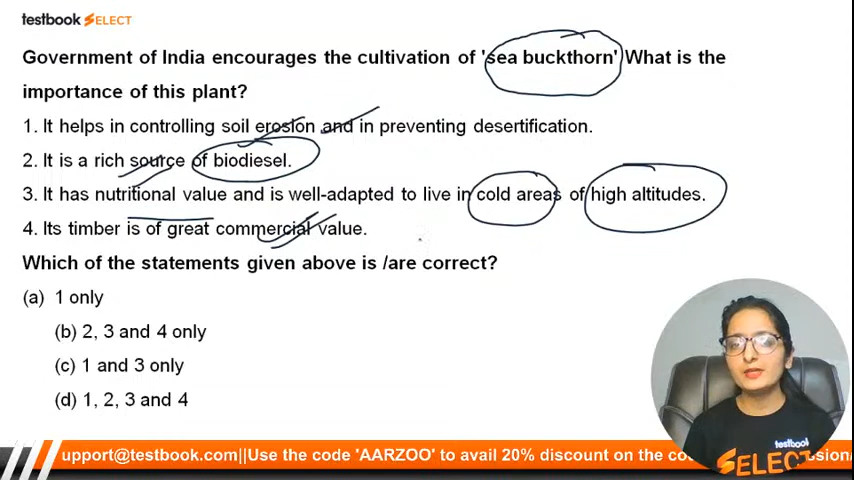 testbook SELECT
Government of India encourages the cultivation of 'sea buckthorn' What is the
importance of this plant?
1. It helps in controlling soil erosion and in preventing desertification.
2. It is a rich source of biodiesel.
3. It has nutritional value and is well-adapted to live in cold areas of high altitudes.
4. Its timber is of great commercial value.
Which of the statements given above is /are correct?
(a) 1 only
(b) 2, 3 and 4 only
(c) 1 and 3 only
(d) 1, 2, 3 and 4
testbook
SELECT
upport@testbook.com||Use the code 'AARZOO' to avail 20% discount on the